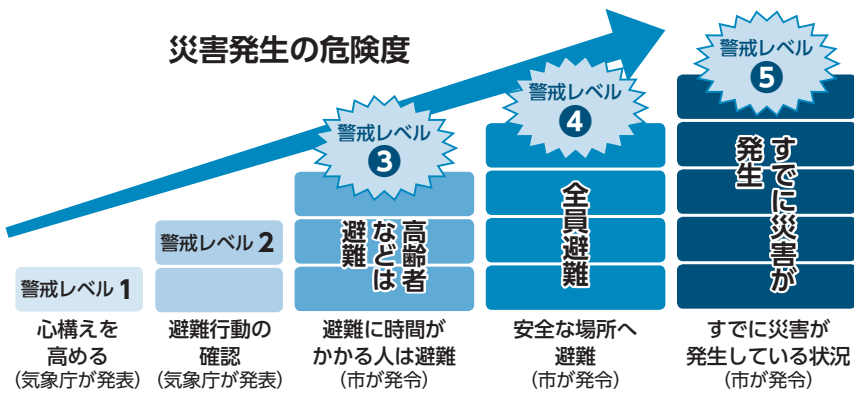 災害発生の危険度
警戒レベル 1
心構えを
高める
(気象庁が発表)
警戒レベル 2
避難行動の
確認
(気象庁が発表)
警戒レベル
3
高齢者
などは
避難
避難に時間が
かかる人は避難
(市が発令)
警戒レベル
4
全員避難
安全な場所へ
避難
(市が発令)
警戒レベル
5
すでに災害が
発生
すでに災害が
発生している状況
(市が発令)